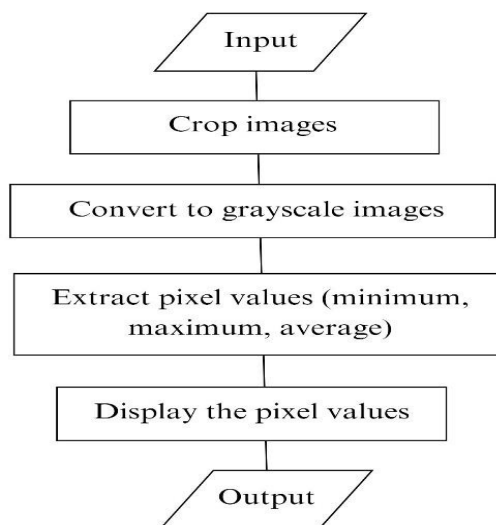 Input
Crop images
Convert to grayscale images
Extract pixel values (minimum,
maximum, average)
Display the pixel values
Output